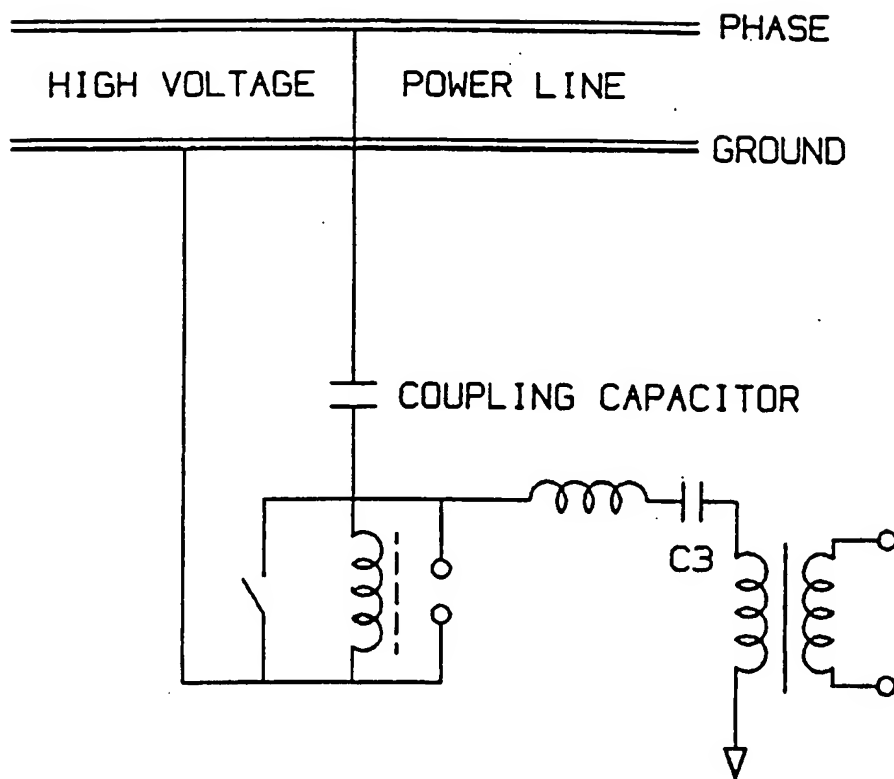 PHASE
HIGH VOLTAGE POWER LINE
GROUND
COUPLING CAPACITOR
C3